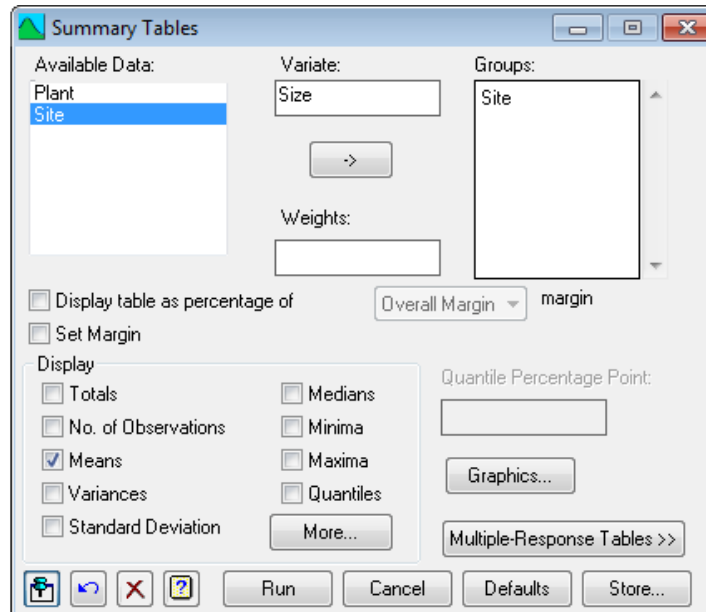 Summary Tables
Available Data:
Variate:
Groups:
Plant
Site
Size
Site
->
Weights:
Display table as percentage of
Overall Margin
margin
Set Margin
Display
Totals
Medians
No. of Observations
Minima
Means
Maxima
Variances
Quantiles
Standard Deviation
More...
Quantile Percentage Point:
Graphics...
Multiple-Response Tables >>
Run
Cancel
Defaults
Store...